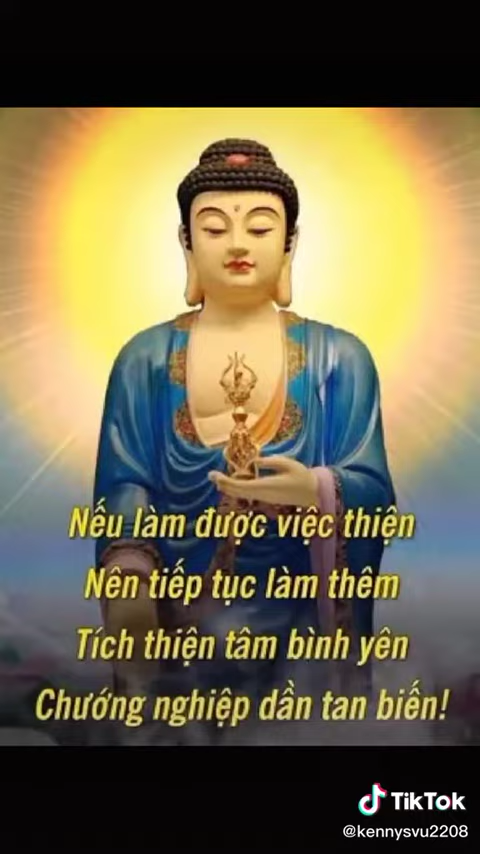 Nếu làm được việc thiện
Nên tiếp tục làm thêm
Tích thiện tâm bình yên
Chướng nghiệp dần tan biến!
TikTok
@kennysvu2208